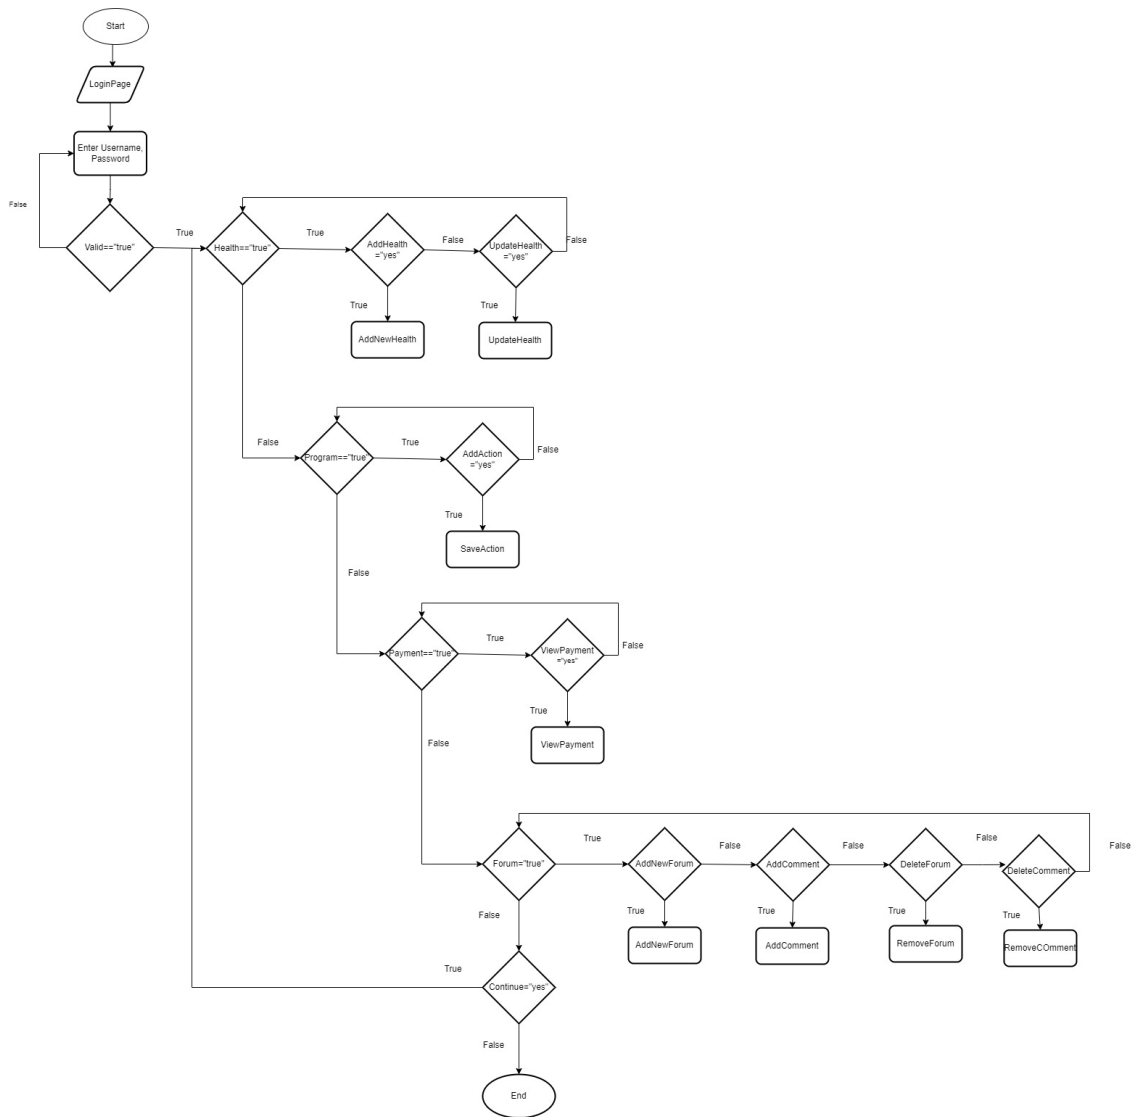 Start
LoginPage
Enter Username,
Password
False
Valid=="true"
True
Health=="true"
True
AddHealth
="yes"
False
UpdateHealth
="yes"
False
True
AddNewHealth
True
UpdateHealth
False
Program=="true"
True
AddAction
="yes"
False
True
SaveAction
False
Payment=="true"
True
ViewPayment
="yes"
False
True
ViewPayment
False
Forum="true"
True
AddNewForum
False
AddComment
False
DeleteForum
False
DeleteComment
False
True
AddNewForum
True
AddComment
True
RemoveForum
True
RemoveCOmment
False
True
Continue="yes"
False
End